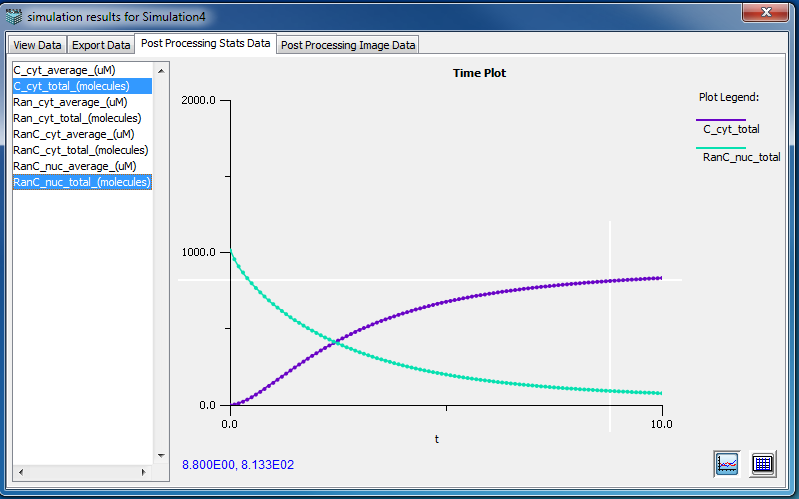 simulation results for Simulation4
View Data
Export Data
Post Processing Stats Data
Post Processing Image Data
C_cyt_average_(uM)
C_cyt_total_(molecules)
Ran_cyt_average_(uM)
Ran_cyt_total_(molecules)
RanC_cyt_average_(uM)
RanC_cyt_total_(molecules)
RanC_nuc_average_(uM)
RanC_nuc_total_(molecules)
Time Plot
2000.0
1000.0
0.0
0.0
10.0
t
Plot Legend:
C_cyt_total
RanC_nuc_total
8.800E00, 8.133E02